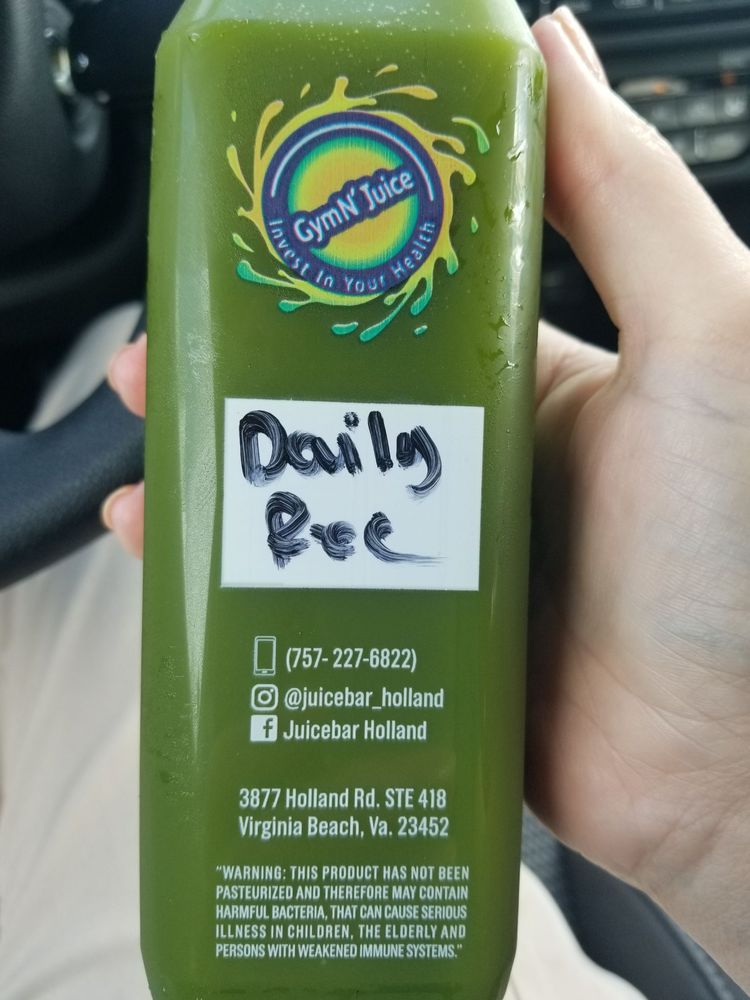 GymN' Juice
Invest In Your Health
Daily
Rec
(757- 227-6822)
@juicebar_holland
Juicebar Holland
3877 Holland Rd. STE 418
Virginia Beach, Va. 23452
"WARNING: THIS PRODUCT HAS NOT BEEN
PASTEURIZED AND THEREFORE MAY CONTAIN
HARMFUL BACTERIA, THAT CAN CAUSE SERIOUS
ILLNESS IN CHILDREN, THE ELDERLY AND
PERSONS WITH WEAKENED IMMUNE SYSTEMS."